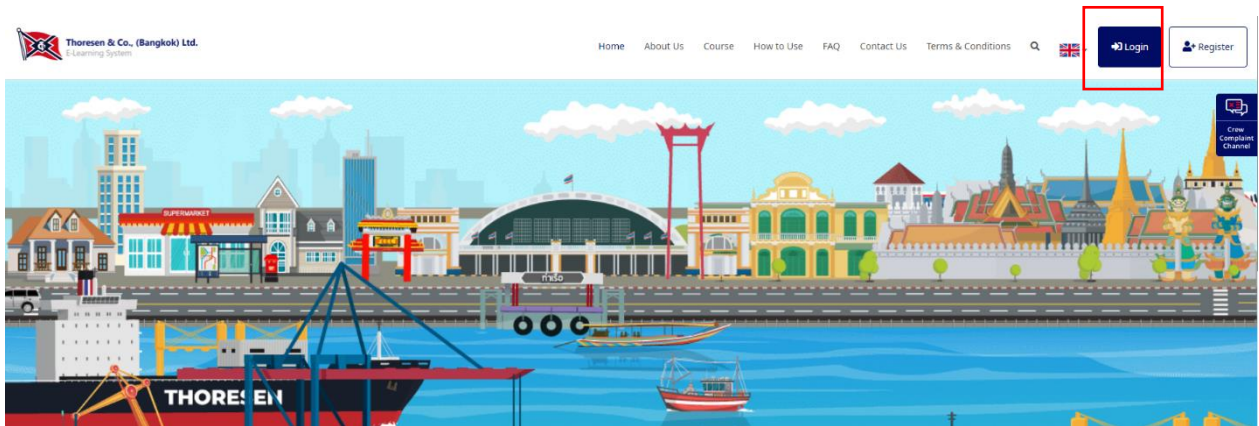 Thoresen & Co., (Bangkok) Ltd.
E-Learning System
Home About Us Course How to Use FAQ Contact Us Terms & Conditions Login Register
Crew
Complaint
Channel
SUPERMARKET
ท่าเรือ
THORESEN